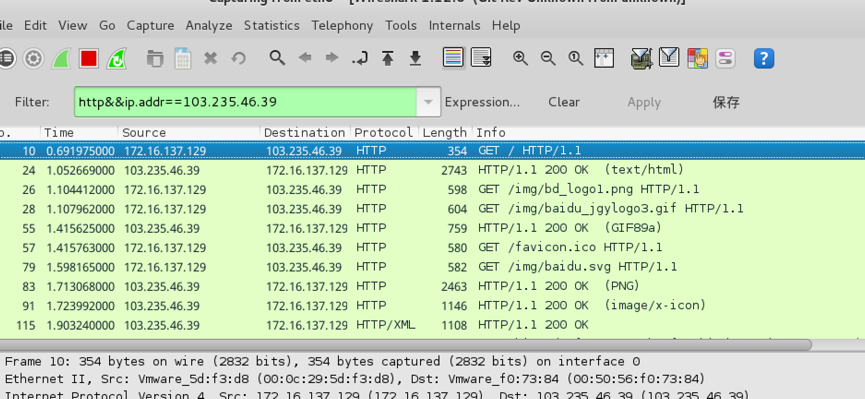 ile Edit View Go Capture Analyze Statistics Telephony Tools Internals Help
Filter: http&&ip.addr==103.235.46.39 Expression... Clear Apply 保存
o. Time Source Destination Protocol Length Info
10 0.691975000 172.16.137.129 103.235.46.39 HTTP 354 GET / HTTP/1.1
24 1.052669000 103.235.46.39 172.16.137.129 HTTP 2743 HTTP/1.1 200 OK (text/html)
26 1.104412000 172.16.137.129 103.235.46.39 HTTP 598 GET /img/bd_logo1.png HTTP/1.1
28 1.107962000 172.16.137.129 103.235.46.39 HTTP 604 GET /img/baidu_jgylogo3.gif HTTP/1.1
55 1.415625000 103.235.46.39 172.16.137.129 HTTP 759 HTTP/1.1 200 OK (GIF89a)
57 1.415763000 172.16.137.129 103.235.46.39 HTTP 580 GET /favicon.ico HTTP/1.1
79 1.598165000 172.16.137.129 103.235.46.39 HTTP 582 GET /img/baidu.svg HTTP/1.1
83 1.713068000 103.235.46.39 172.16.137.129 HTTP 2463 HTTP/1.1 200 OK (PNG)
91 1.723992000 103.235.46.39 172.16.137.129 HTTP 1146 HTTP/1.1 200 OK (image/x-icon)
115 1.903240000 103.235.46.39 172.16.137.129 HTTP/XML 1108 HTTP/1.1 200 OK
Frame 10: 354 bytes on wire (2832 bits), 354 bytes captured (2832 bits) on interface 0
Ethernet II, Src: Vmware_5d:f3:d8 (00:0c:29:5d:f3:d8), Dst: Vmware_f0:73:84 (00:50:56:f0:73:84)
Internet Protocol Version 4, Src: 172.16.137.129 (172.16.137.129), Dst: 103.235.46.39 (103.235.46.39)